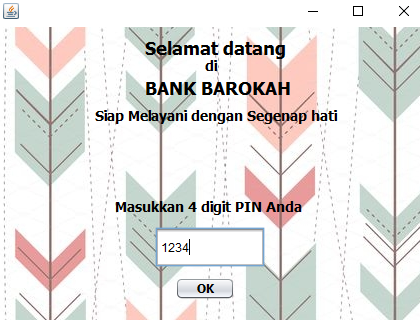 Selamat datang
di
BANK BAROKAH
Siap Melayani dengan Segenap hati
Masukkan 4 digit PIN Anda
1234
OK